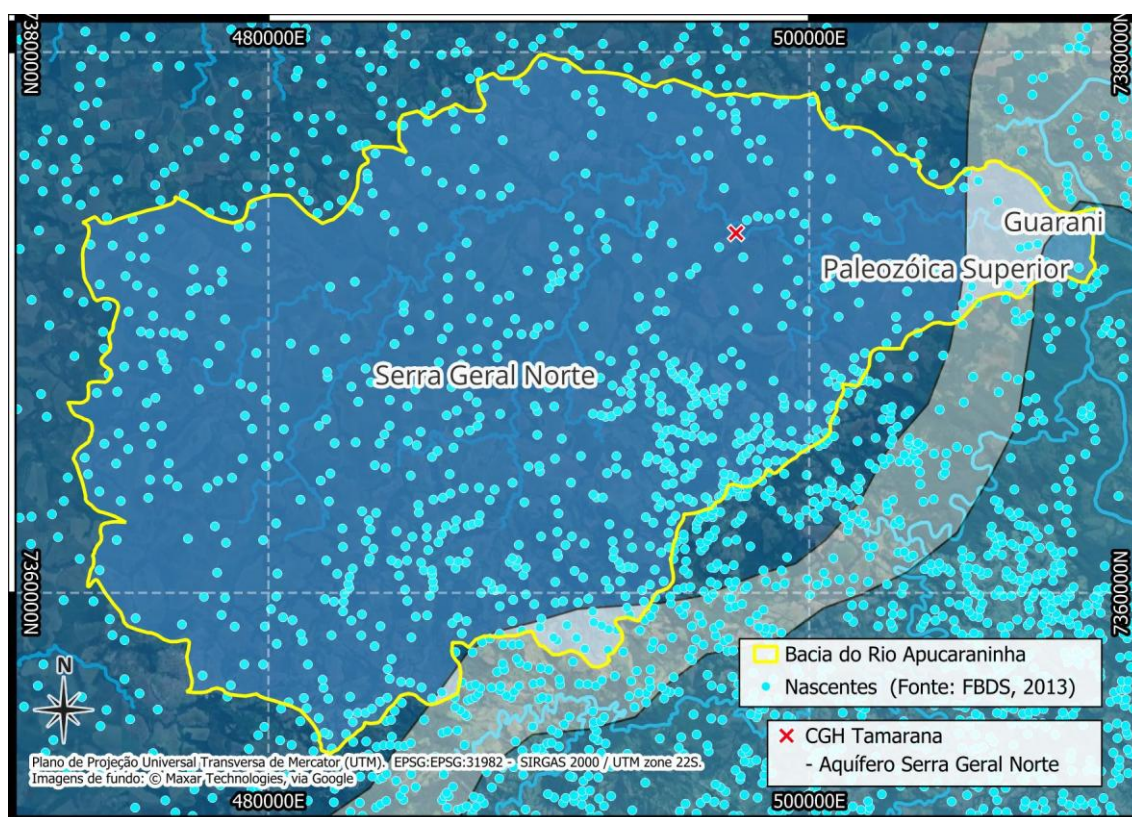 480000E
500000E
7380000N
7380000N
Guarani
Paleozóica Superior
Serra Geral Norte
7360000N
7360000N
N
Bacia do Rio Apucaraninha
Nascentes (Fonte: FBDS, 2013)
CGH Tamarana
- Aquífero Serra Geral Norte
Plano de Projeção Universal Transversa de Mercator (UTM). EPSG:EPSG:31982 - SIRGAS 2000 / UTM zone 22S.
Imagens de fundo: © Maxar Technologies, via Google
480000E
500000E